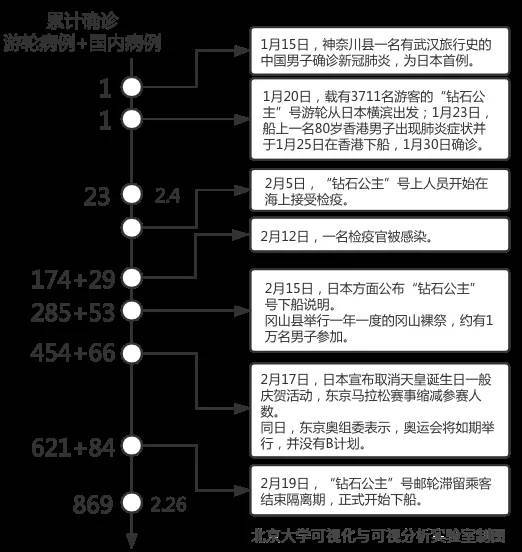 累计确诊
游轮病例+国内病例
1月15日，神奈川县一名有武汉旅行史的
中国男子确诊新冠肺炎，为日本首例。
1
1月20日，载有3711名游客的“钻石公
主”号游轮从日本横滨出发；1月23日，
船上一名80岁香港男子出现肺炎症状并
于1月25日在香港下船，1月30日确诊。
1
2月5日，“钻石公主”号上人员开始在
海上接受检疫。
23
2.4
2月12日，一名检疫官被感染。
174+29
2月15日，日本方面公布“钻石公主”
号下船说明。
冈山县举行一年一度的冈山裸祭，约有1
万名男子参加。
285+53
454+66
2月17日，日本宣布取消天皇诞生日一般
庆贺活动，东京马拉松赛事缩减参赛人
数。
同日，东京奥组委表示，奥运会将如期举
行，并没有B计划。
621+84
2月19日，“钻石公主”号邮轮滞留乘客
结束隔离期，正式开始下船。
869
2.26
北京大学可视化与可视分析实验室制图